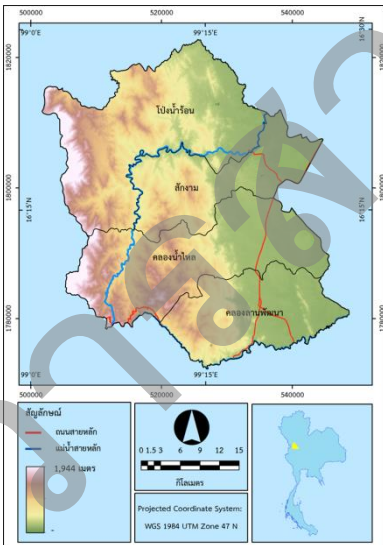 500000 520000 540000
99°0'E 99°15'E 16°30'N
1820000 1820000
โป่งน้ำร้อน
1800000 สักงาม 1800000
16°15'N 16°15'N
คลองน้ำไหล
1780000 คลองลานพัฒนา 1780000
99°0'E 99°15'E
500000 520000 540000
สัญลักษณ์
ถนนสายหลัก
แม่น้ำสายหลัก
1,944 เมตร
0 1.5 3 6 9 12 15
กิโลเมตร
Projected Coordinate System:
WGS 1984 UTM Zone 47 N